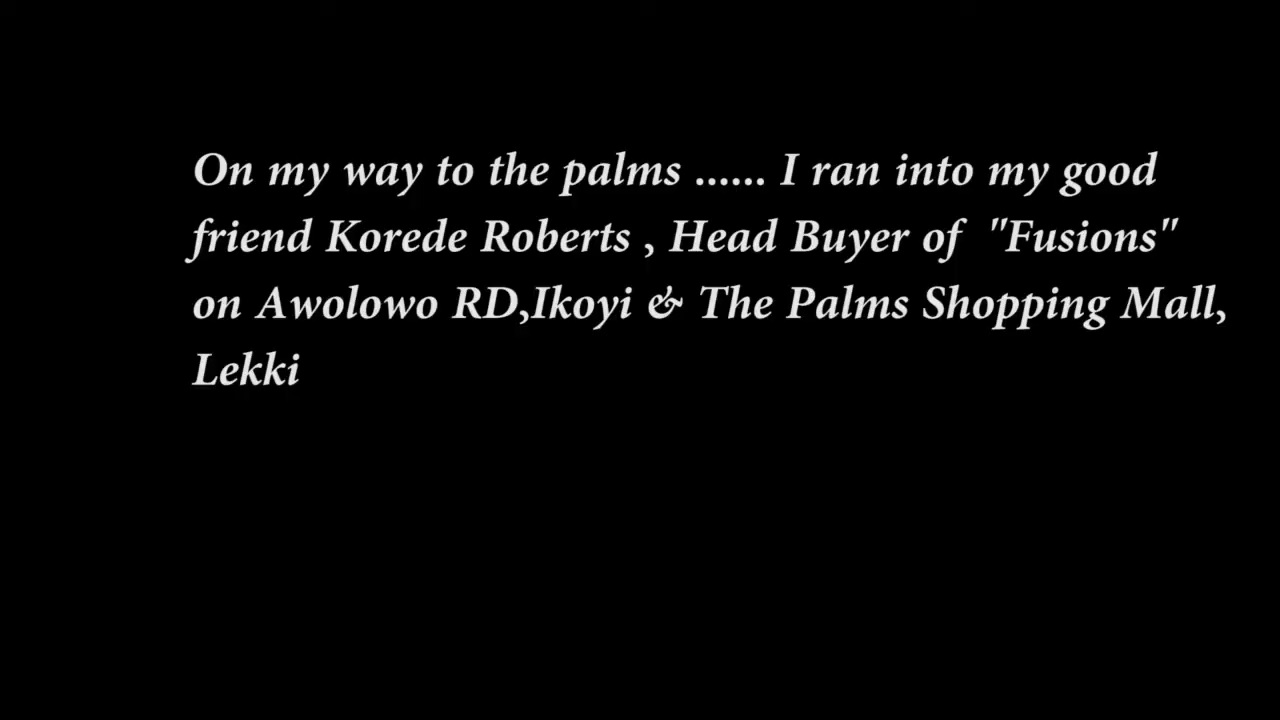 On my way to the palms ...... I ran into my good
friend Korede Roberts , Head Buyer of  "Fusions"
on Awolowo RD,Ikoyi & The Palms Shopping Mall,
Lekki